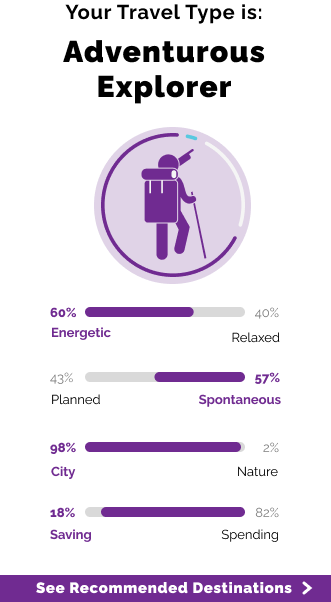 Your Travel Type is:
Adventurous
Explorer
60% 40%
Energetic Relaxed
43% 57%
Planned Spontaneous
98% 2%
City Nature
18% 82%
Saving Spending
See Recommended Destinations